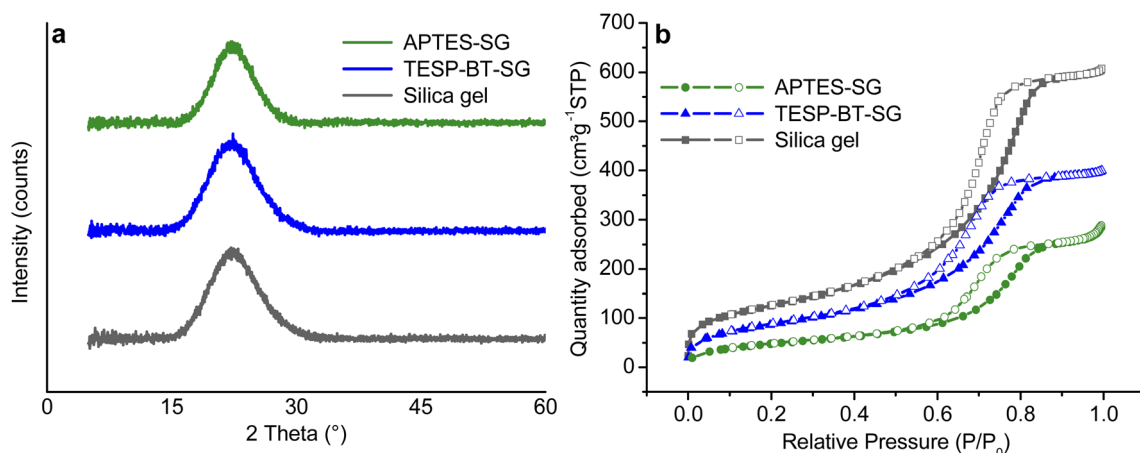 a
APTES-SG
TESP-BT-SG
Silica gel
Intensity (counts)
0
15
30
45
60
2 Theta (°)
b
APTES-SG
TESP-BT-SG
Silica gel
Quantity adsorbed (cm³g⁻¹STP)
700
600
500
400
300
200
100
0
0.0
0.2
0.4
0.6
0.8
1.0
Relative Pressure (P/P₀)